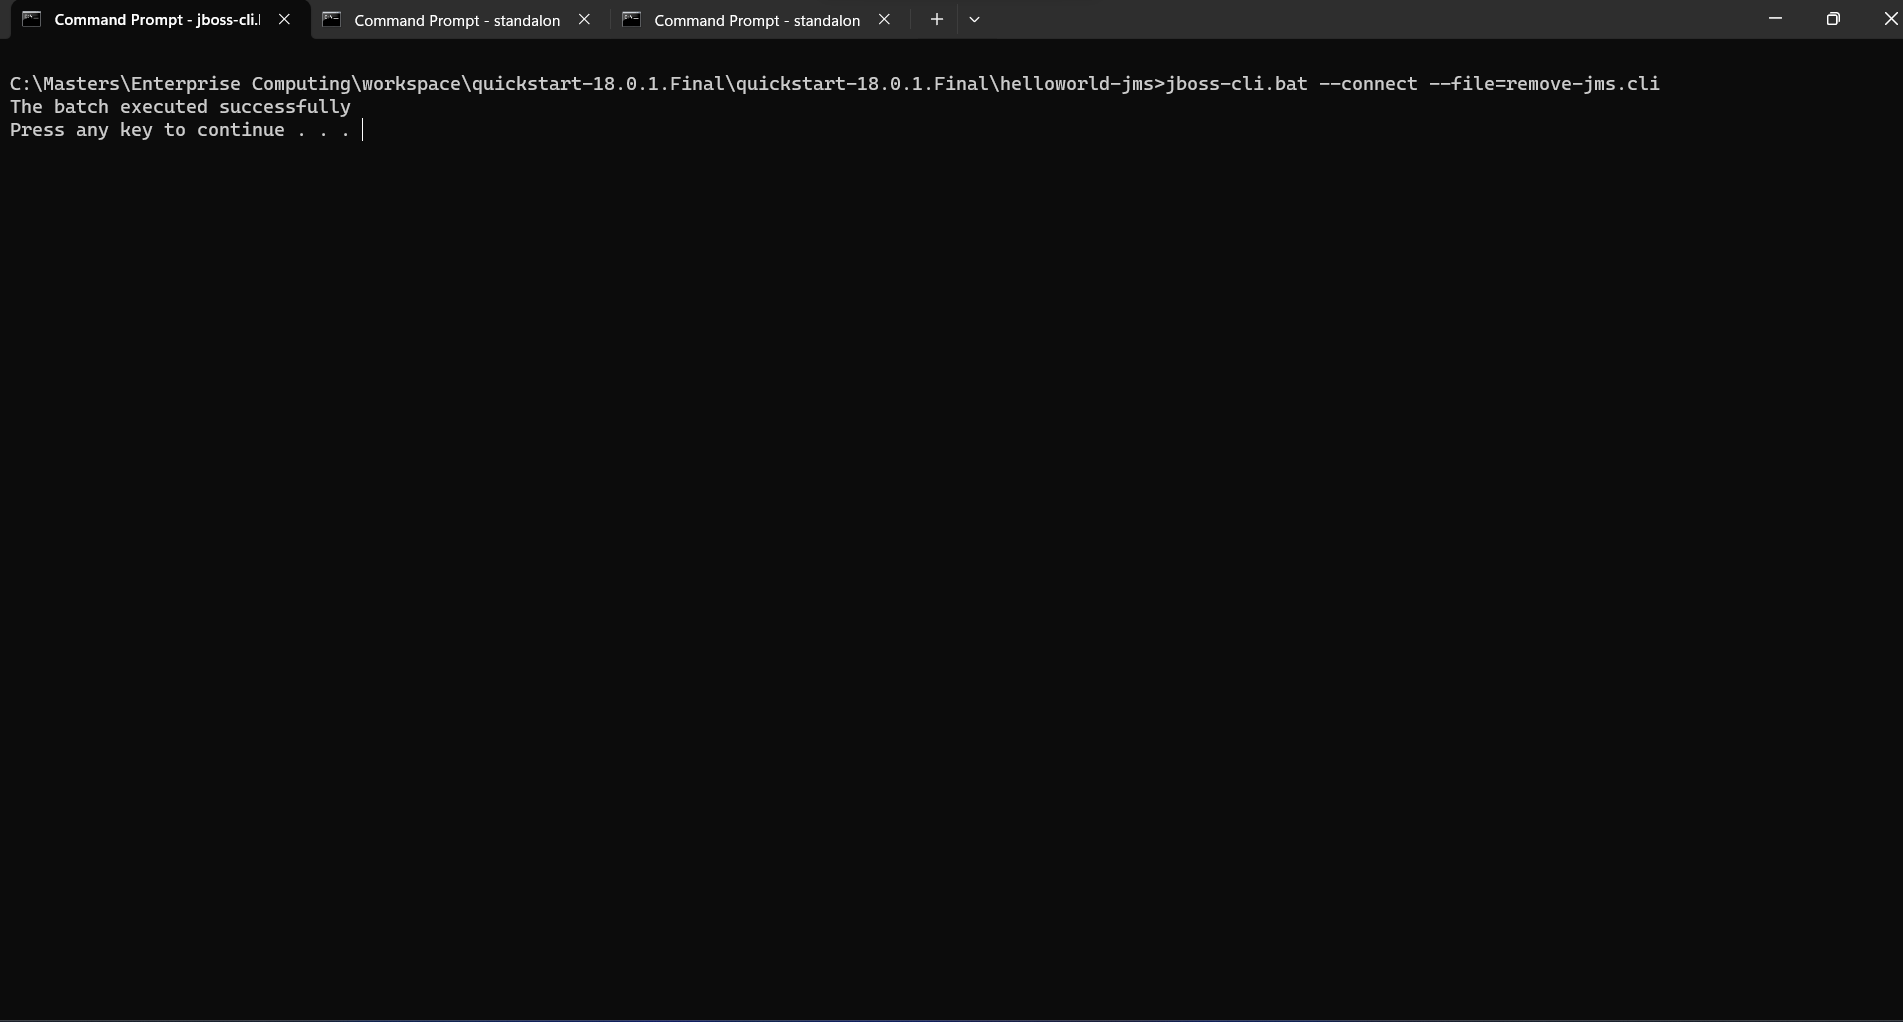 Command Prompt - jboss-cli.l
Command Prompt - standalon
Command Prompt - standalon
C:\Masters\Enterprise Computing\workspace\quickstart-18.0.1.Final\quickstart-18.0.1.Final\helloworld-jms>jboss-cli.bat --connect --file=remove-jms.cli
The batch executed successfully
Press any key to continue . . .